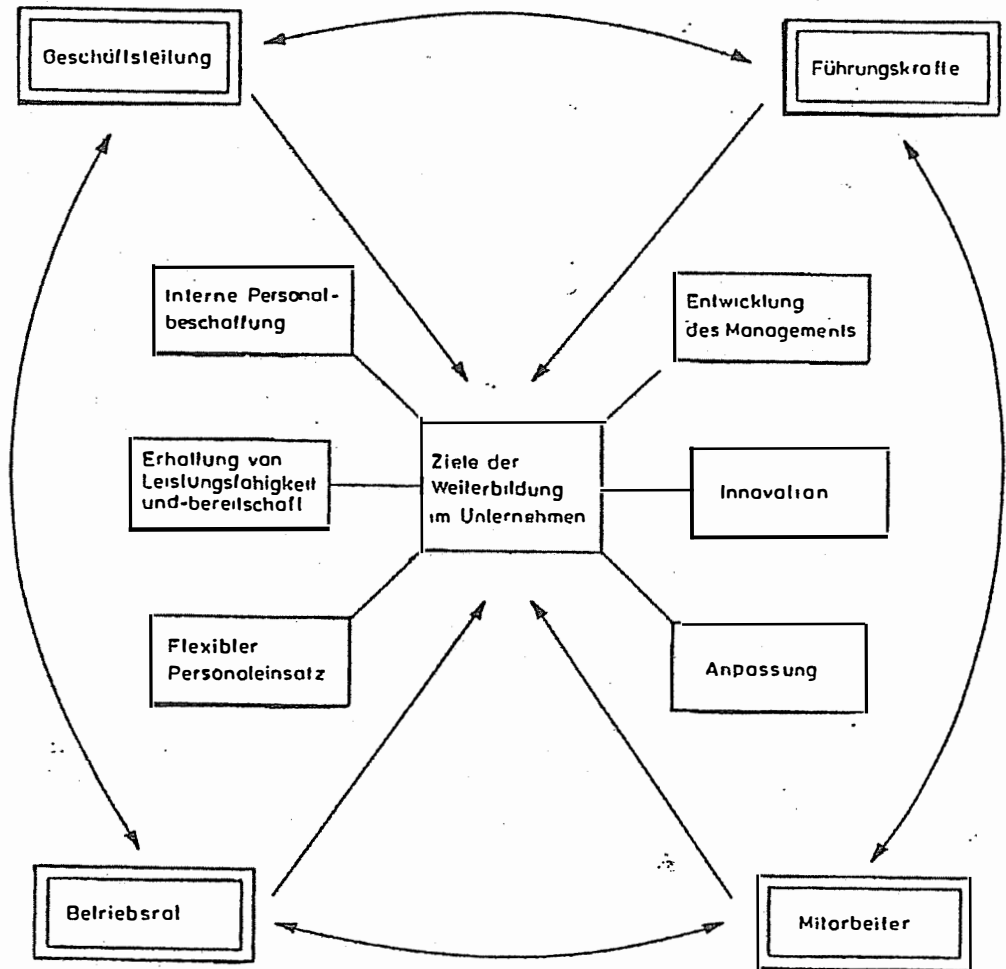 Geschäftsleitung
Führungskräfte
Interne Personal-
beschaffung
Entwicklung
des Managements
Erhaltung von
Leistungsfähigkeit
und -bereitschaft
Ziele der
Weiterbildung
im Unternehmen
Innovation
Flexibler
Personaleinsatz
Anpassung
Betriebsrat
Mitarbeiter